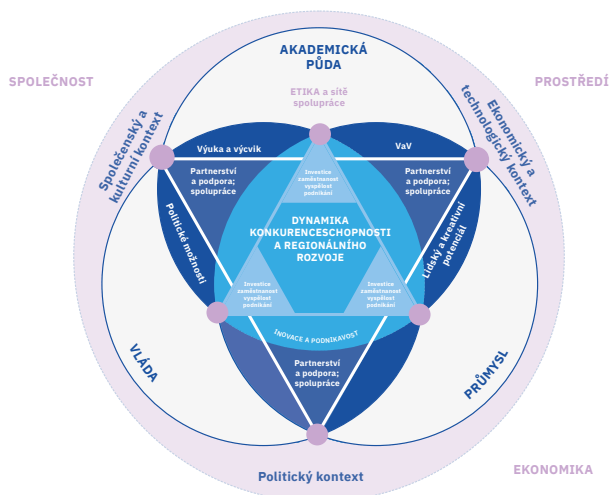 AKADEMICKÁ
PŮDA
SPOLEČNOST
PROSTŘEDÍ
ETIKA a sítě
spolupráce
Společenský a
kulturní kontext
Ekonomický a
technologický kontext
Výuka a výcvik
VaV
Partnerství
a podpora;
spolupráce
Investice
zaměstnanost
vyspělost
podnikání
Partnerství
a podpora;
spolupráce
Politické možnosti
DYNAMIKA
KONKURENCESCHOPNOSTI
A REGIONÁLNÍHO
ROZVOJE
Lidský a kreativní
potenciál
Investice
zaměstnanost
vyspělost
podnikání
Investice
zaměstnanost
vyspělost
podnikání
INOVACE A PODNÍKAVOST
VLÁDA
Partnerství
a podpora;
spolupráce
PRŮMYSL
Politický kontext
EKONOMIKA